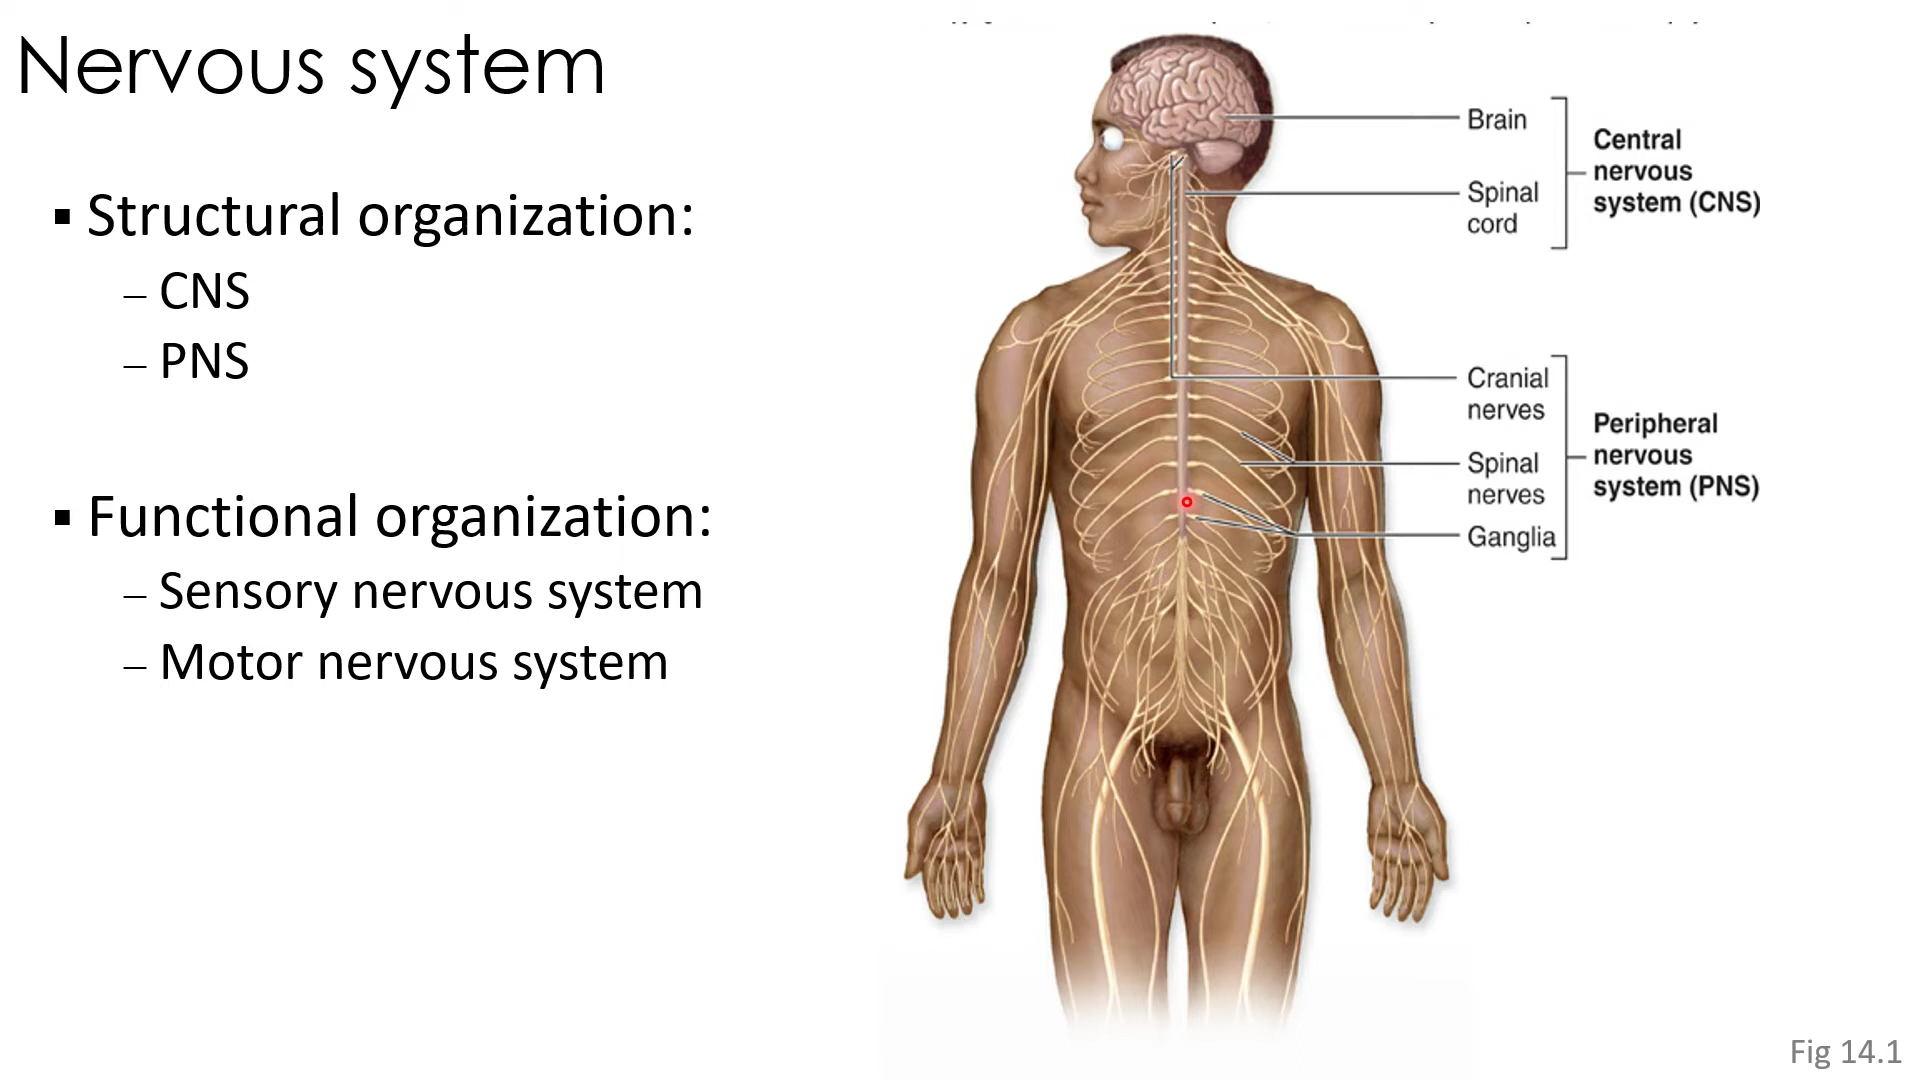 Nervous system
▪ Structural organization:
– CNS
– PNS
▪ Functional organization:
– Sensory nervous system
– Motor nervous system
Brain
Spinal
cord
Central
nervous
system (CNS)
Cranial
nerves
Spinal
nerves
Ganglia
Peripheral
nervous
system (PNS)
Fig 14.1